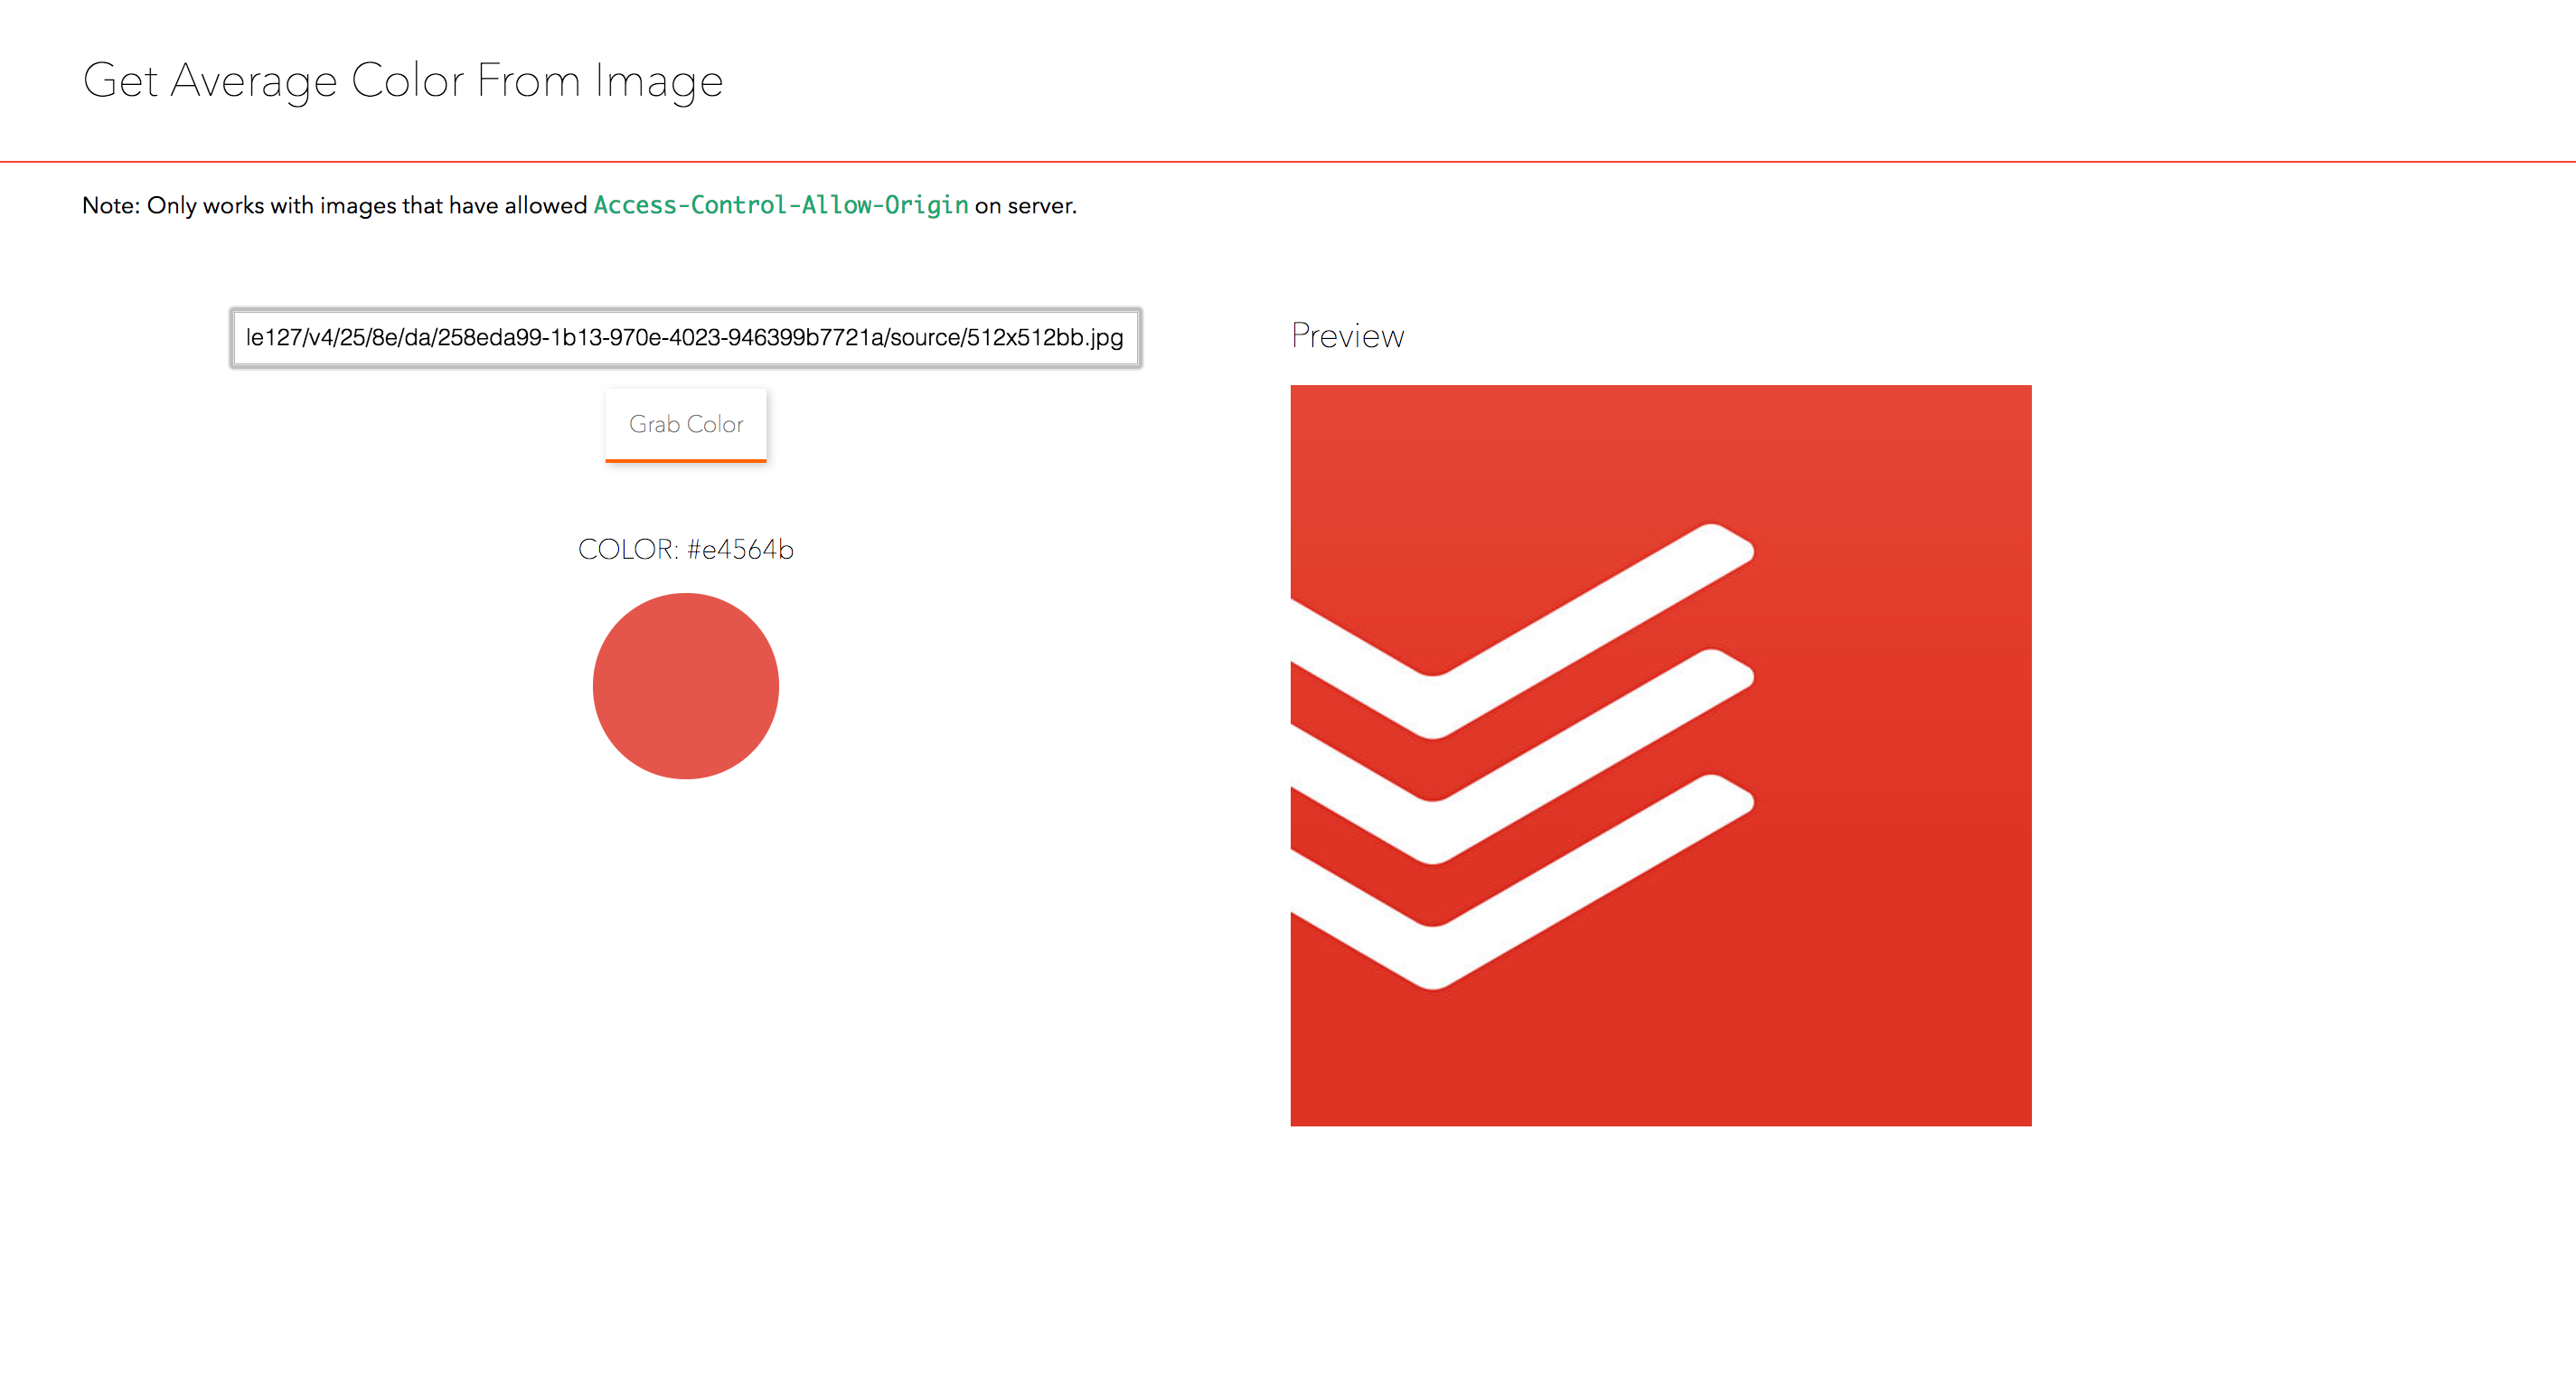 Get Average Color From Image
Note: Only works with images that have allowed Access-Control-Allow-Origin on server.
le127/v4/25/8e/da/258eda99-1b13-970e-4023-946399b7721a/source/512x512bb.jpg
Grab Color
COLOR: #e4564b
Preview